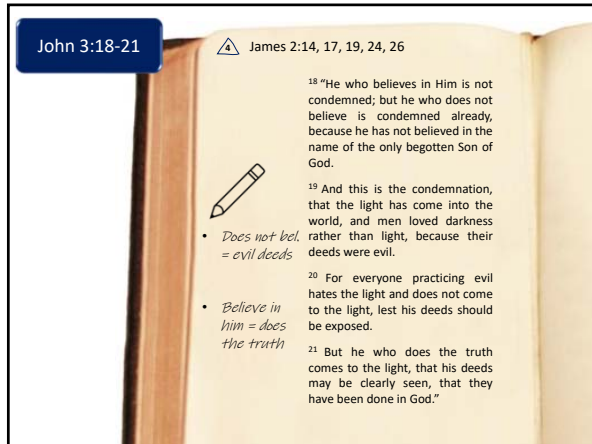 John 3:18-21
4 James 2:14, 17, 19, 24, 26
18 “He who believes in Him is not
condemned; but he who does not
believe is condemned already,
because he has not believed in the
name of the only begotten Son of
God.
19 And this is the condemnation,
that the light has come into the
world, and men loved darkness
rather than light, because their
deeds were evil.
20 For everyone practicing evil
hates the light and does not come
to the light, lest his deeds should
be exposed.
21 But he who does the truth
comes to the light, that his deeds
may be clearly seen, that they
have been done in God.”
• Does not bel.
= evil deeds
• Believe in
him = does
the truth